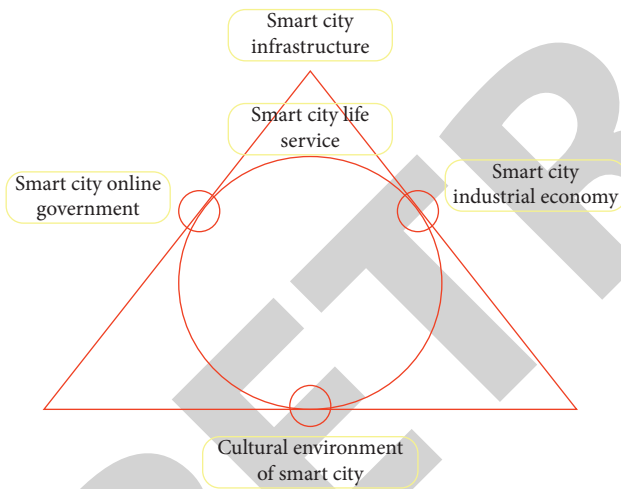 Smart city
infrastructure
Smart city life
service
Smart city online
government
Smart city
industrial economy
Cultural environment
of smart city